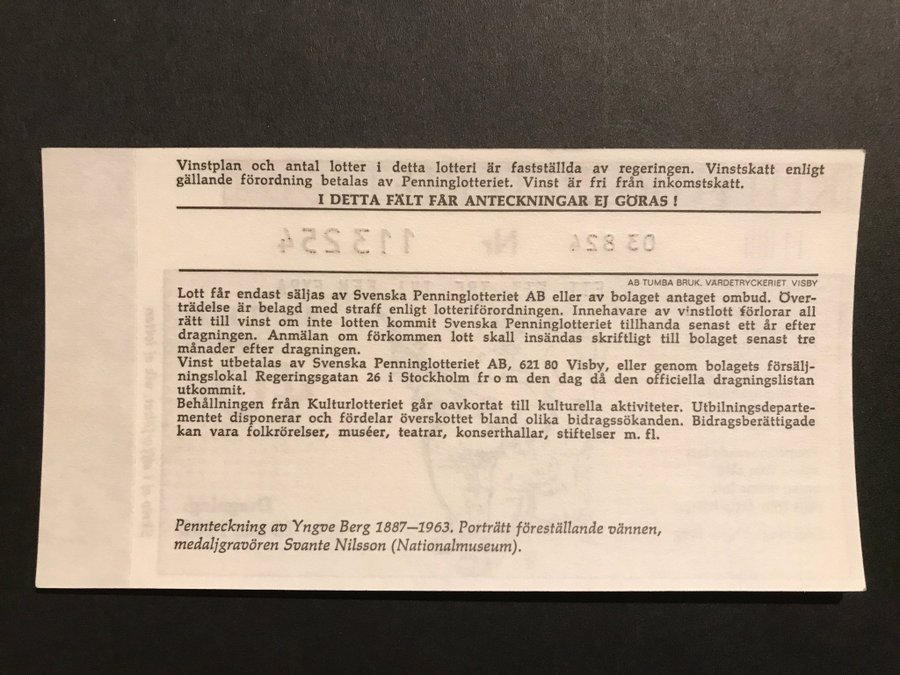 Vinstplan och antal lotter i detta lotteri är fastställda av regeringen. Vinstskatt enligt
gällande förordning betalas av Penninglotteriet. Vinst är fri från inkomstskatt.
I DETTA FÄLT FÅR ANTECKNINGAR EJ GÖRAS !
113254 Nr 03 824
AB TUMBA BRUK, VÄRDETRYCKERIET VISBY
Lott får endast säljas av Svenska Penninglotteriet AB eller av bolaget antaget ombud. Över-
trädelse är belagd med straff enligt lotteriförordningen. Innehavare av vinstlott förlorar all
rätt till vinst om inte lotten kommit Svenska Penninglotteriet tillhanda senast ett år efter
dragningen. Anmälan om förkommen lott skall insändas skriftligt till bolaget senast tre
månader efter dragningen.
Vinst utbetalas av Svenska Penninglotteriet AB, 621 80 Visby, eller genom bolagets försälj-
ningslokal Regeringsgatan 26 i Stockholm fr o m den dag då den officiella dragningslistan
utkommit.
Behållningen från Kulturlotteriet går oavkortat till kulturella aktiviteter. Utbilningsdeparte-
mentet disponerar och fördelar överskottet bland olika bidragssökanden. Bidragsberättigade
kan vara folkrörelser, muséer, teatrar, konserthallar, stiftelser m. fl.
Pennteckning av Yngve Berg 1887—1963. Porträtt föreställande vännen,
medaljgravören Svante Nilsson (Nationalmuseum).